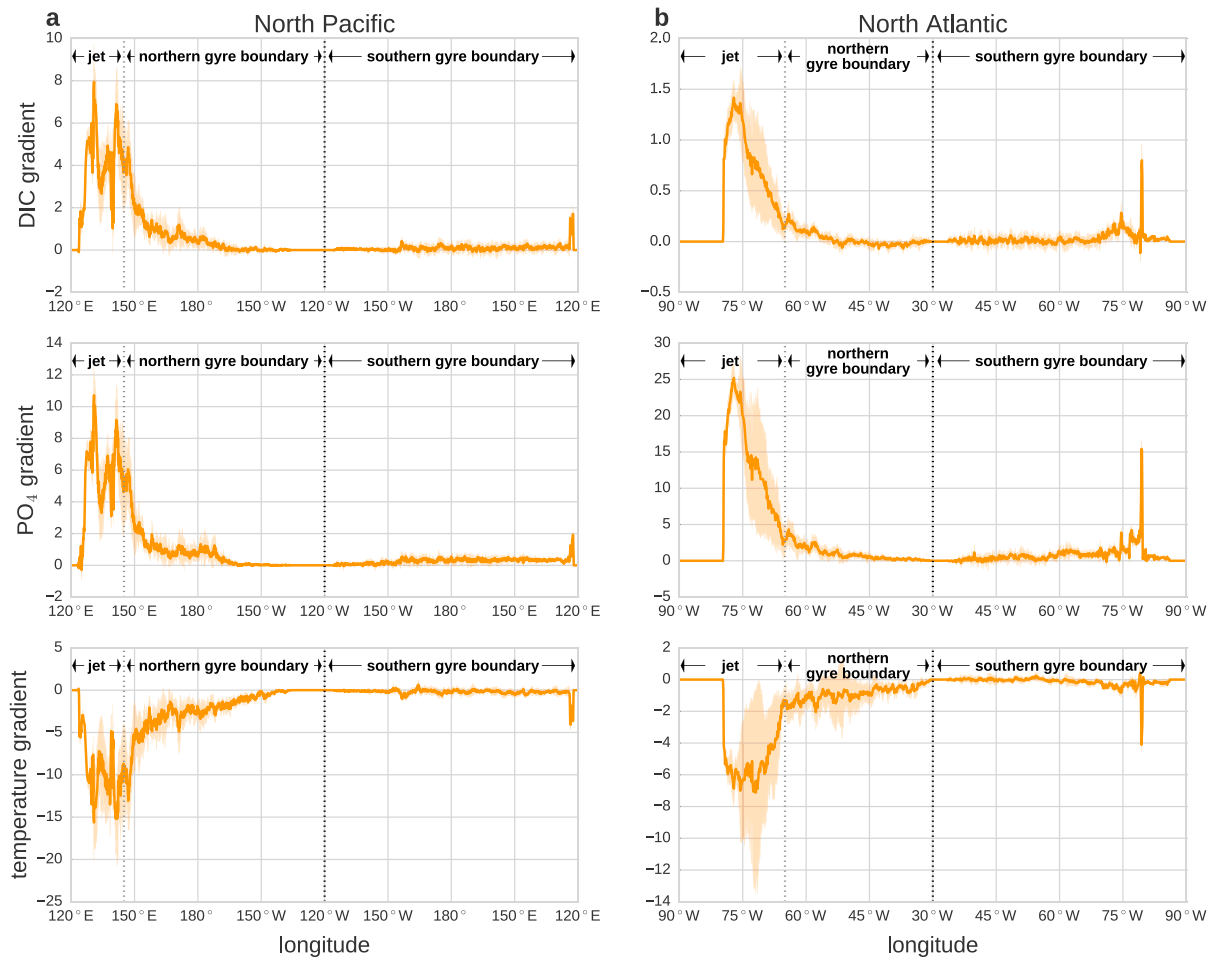 a North Pacific
b North Atlantic
DIC gradient
10
8
6
4
2
0
−2
jet northern gyre boundary southern gyre boundary
120°E 150°E 180° 150°W 120°W 150°W 180° 150°E 120°E
2.0
1.5
1.0
0.5
0.0
−0.5
jet northern gyre boundary southern gyre boundary
90°W 75°W 60°W 45°W 30°W 45°W 60°W 75°W 90°W
PO4 gradient
14
12
10
8
6
4
2
0
−2
jet northern gyre boundary southern gyre boundary
120°E 150°E 180° 150°W 120°W 150°W 180° 150°E 120°E
30
25
20
15
10
5
0
−5
jet northern gyre boundary southern gyre boundary
90°W 75°W 60°W 45°W 30°W 45°W 60°W 75°W 90°W
temperature gradient
5
0
−5
−10
−15
−20
−25
jet northern gyre boundary southern gyre boundary
120°E 150°E 180° 150°W 120°W 150°W 180° 150°E 120°E
longitude
2
0
−2
−4
−6
−8
−10
−12
−14
jet northern gyre boundary southern gyre boundary
90°W 75°W 60°W 45°W 30°W 45°W 60°W 75°W 90°W
longitude